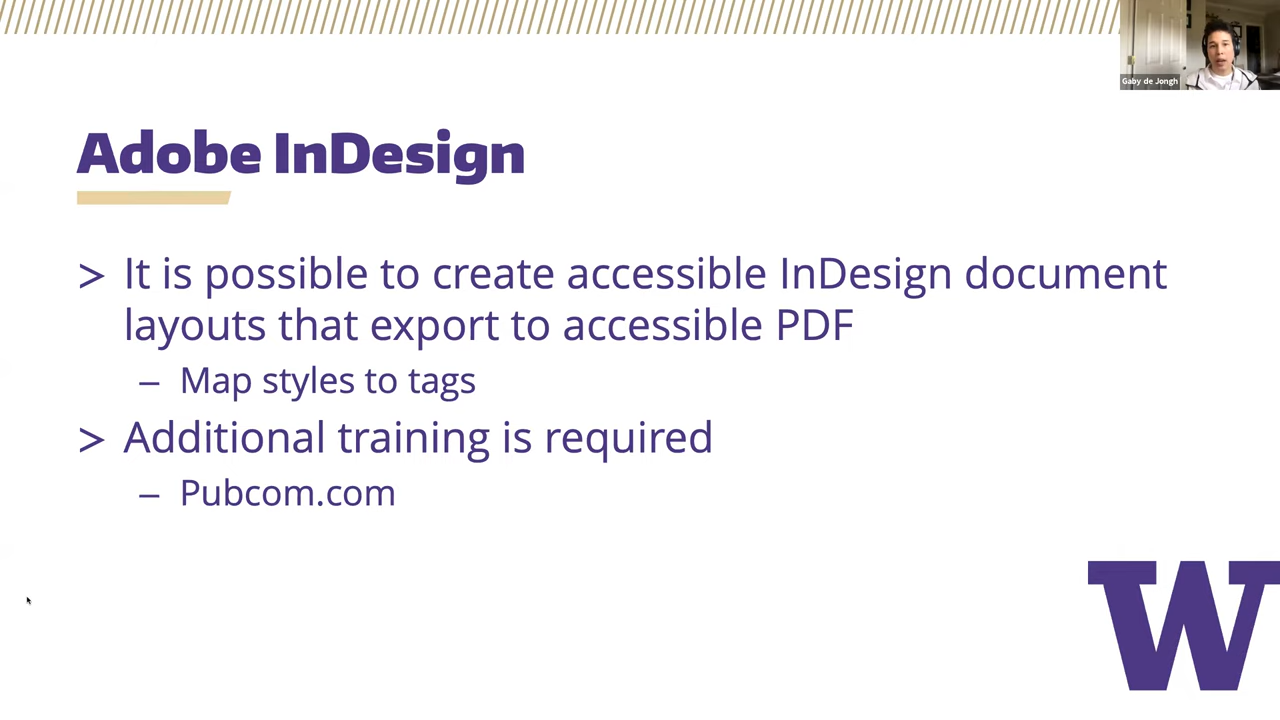 Gaby de Jongh
Adobe InDesign
> It is possible to create accessible InDesign document
layouts that export to accessible PDF
– Map styles to tags
> Additional training is required
– Pubcom.com
W